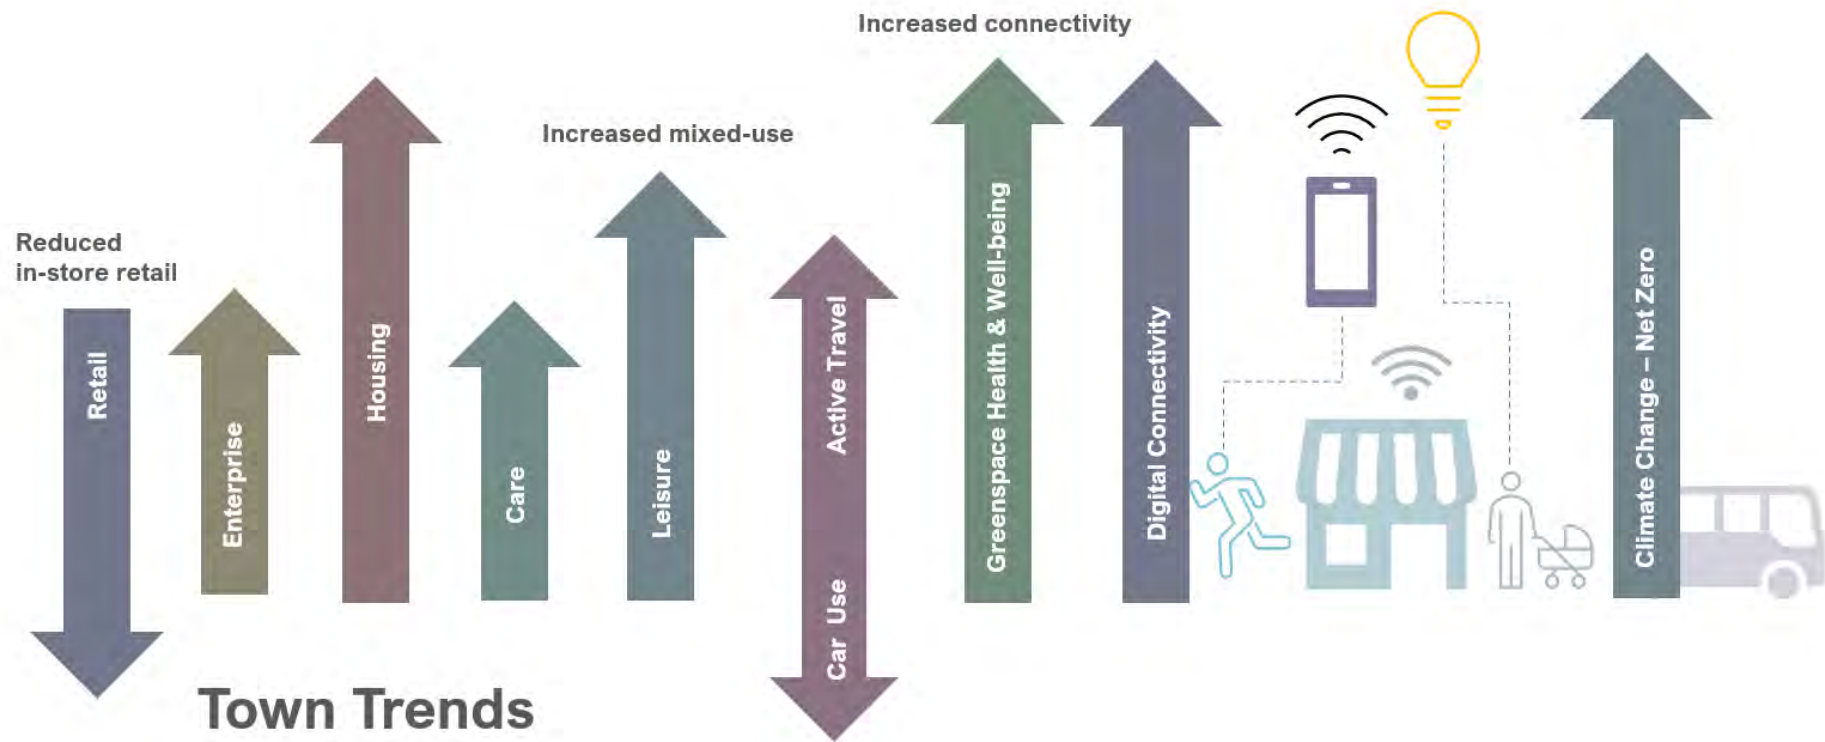 Increased connectivity
Increased mixed-use
Reduced
in-store retail
Retail
Enterprise
Housing
Care
Leisure
Active Travel
Car Use
Greenspace Health & Well-being
Digital Connectivity
Climate Change – Net Zero
Town Trends